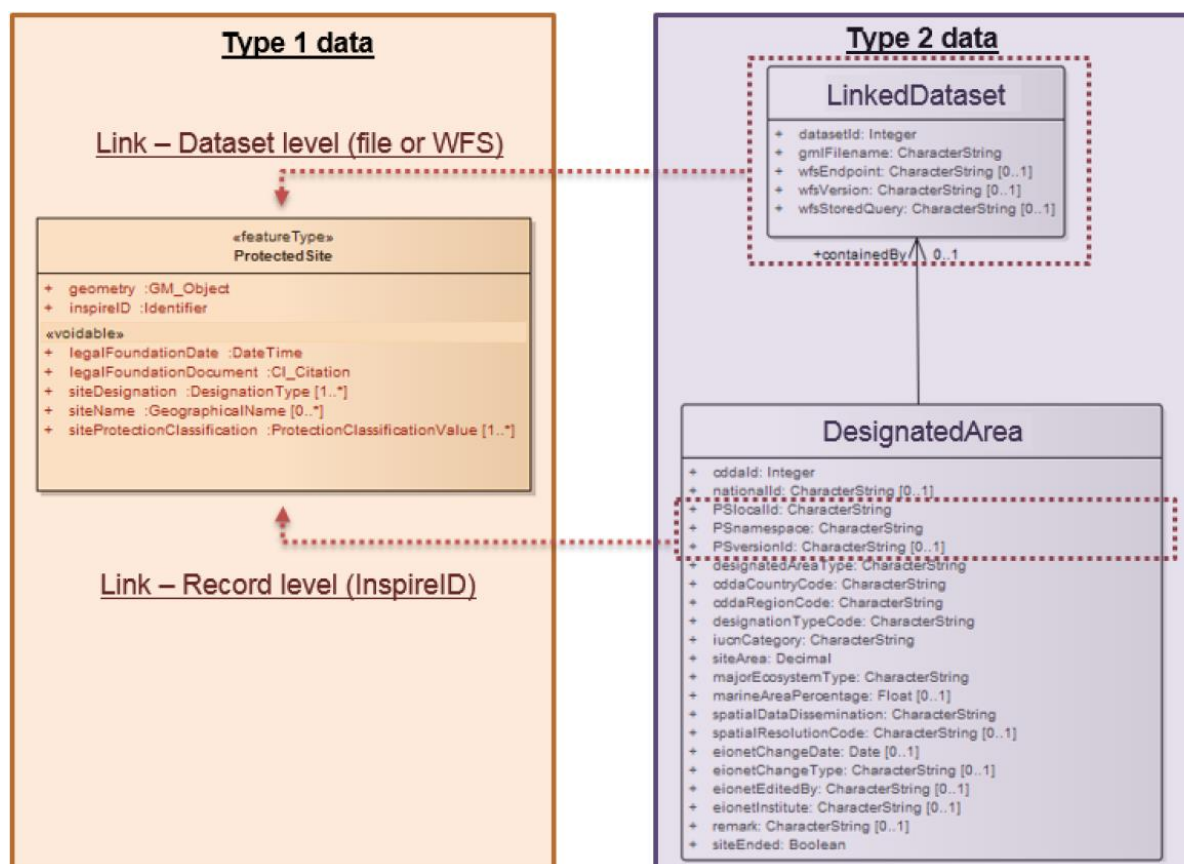 Type 1 data
Link – Dataset level (file or WFS)
«featureType»
ProtectedSite
+ geometry :GM_Object
+ inspireID :Identifier
«voidable»
+ legalFoundationDate :DateTime
+ legalFoundationDocument :CI_Citation
+ siteDesignation :DesignationType [1..*]
+ siteName :GeographicalName [0..*]
+ siteProtectionClassification :ProtectionClassificationValue [1..*]
Link – Record level (InspireID)
Type 2 data
LinkedDataset
+ datasetId: Integer
+ gmlFilename: CharacterString
+ wfsEndpoint: CharacterString [0..1]
+ wfsVersion: CharacterString [0..1]
+ wfsStoredQuery: CharacterString [0..1]
+containedBy 0..1
DesignatedArea
+ cddaId: Integer
+ nationalId: CharacterString [0..1]
+ PSlocalId: CharacterString
+ PSnamespace: CharacterString
+ PSversionId: CharacterString [0..1]
+ designatedAreaType: CharacterString
+ cddaCountryCode: CharacterString
+ cddaRegionCode: CharacterString
+ designationTypeCode: CharacterString
+ iucnCategory: CharacterString
+ siteArea: Decimal
+ majorEcosystemType: CharacterString
+ marineAreaPercentage: Float [0..1]
+ spatialDataDissemination: CharacterString
+ spatialResolutionCode: CharacterString [0..1]
+ eionetChangeDate: Date [0..1]
+ eionetChangeType: CharacterString [0..1]
+ eionetEditedBy: CharacterString [0..1]
+ eionetInstitute: CharacterString [0..1]
+ remark: CharacterString [0..1]
+ siteEnded: Boolean